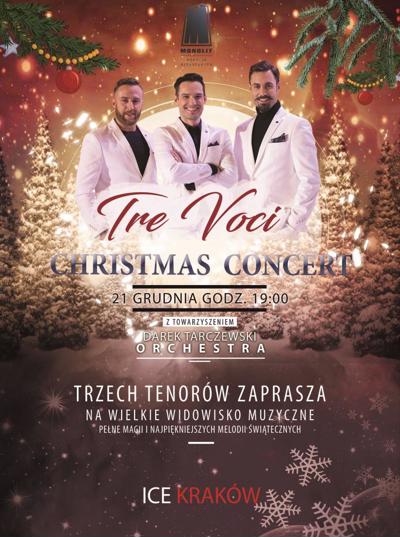 MONOLIT
Tre Voci
CHRISTMAS CONCERT
21 GRUDNIA GODZ. 19:00
Z TOWARZYSZENIEM
DAREK TARCZEWSKI
ORCHESTRA
TRZECH TENORÓW ZAPRASZA
NA WIELKIE WIDOWISKO MUZYCZNE
PEŁNE MAGII I NAJPIĘKNIEJSZYCH MELODII ŚWIĄTECZNYCH
ICE KRAKÓW